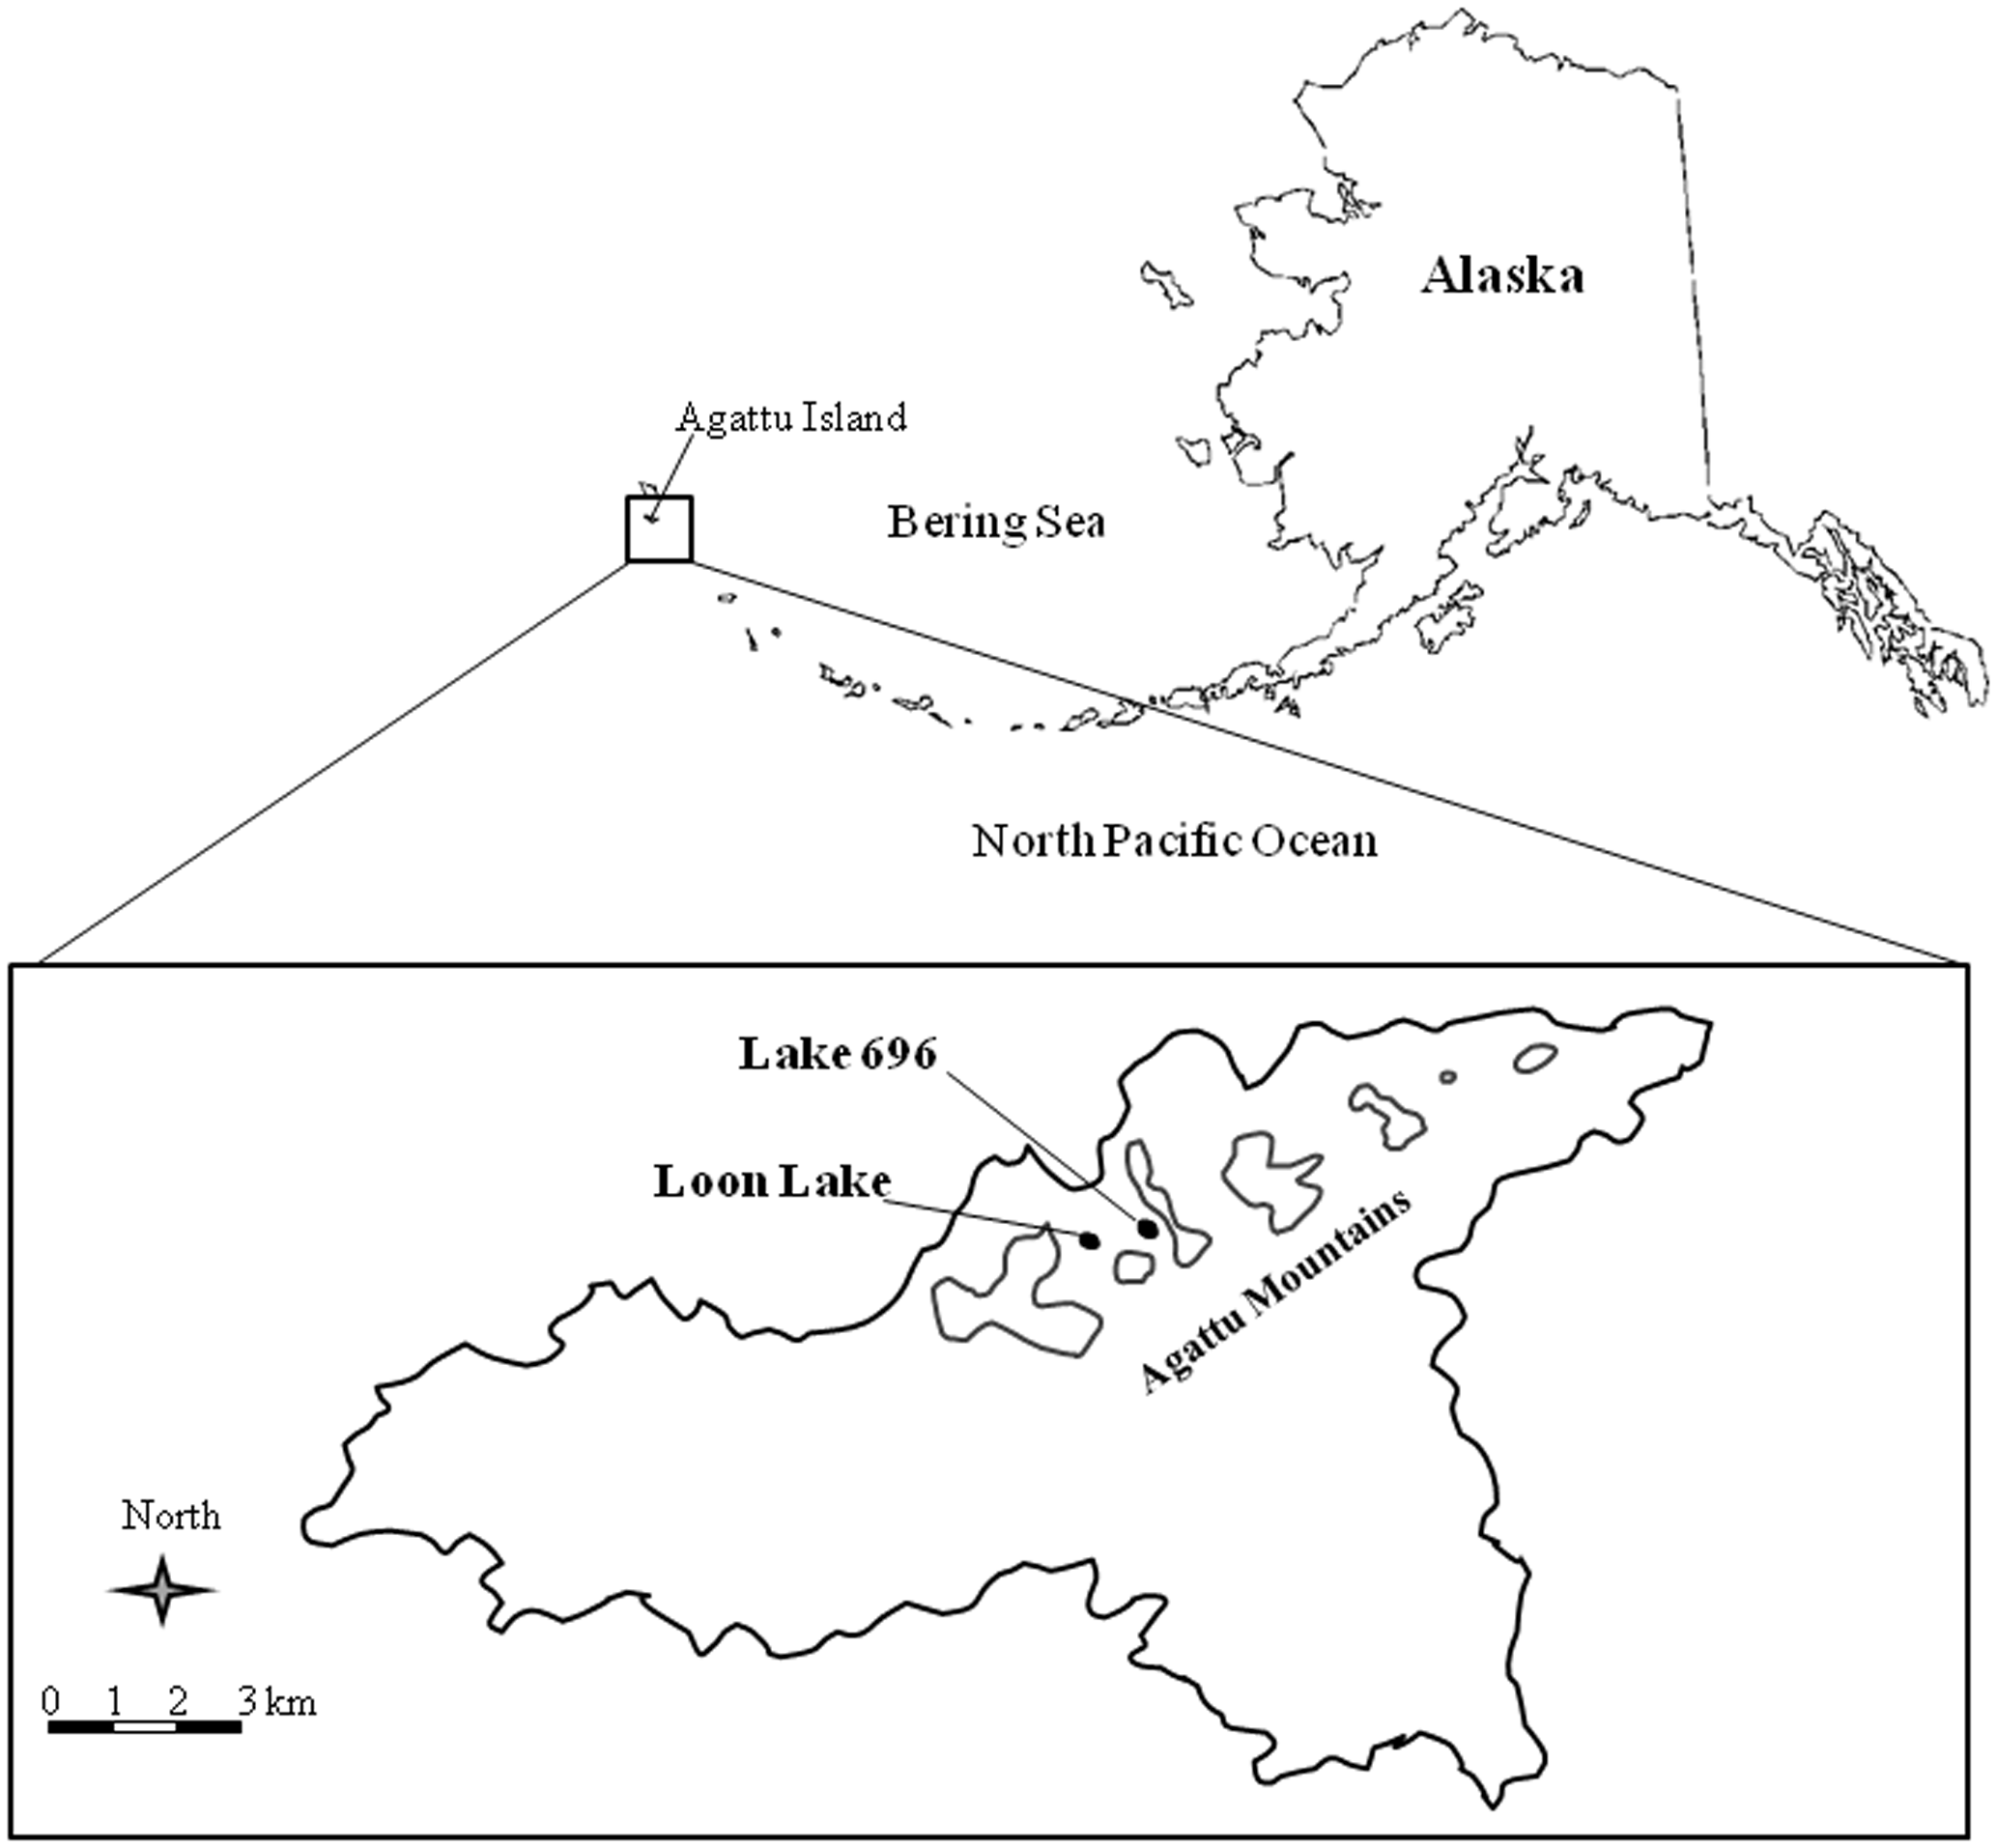 Alaska
Agattu Island
Bering Sea
North Pacific Ocean
Lake 696
Loon Lake
Agattu Mountains
North
0 1 2 3 km